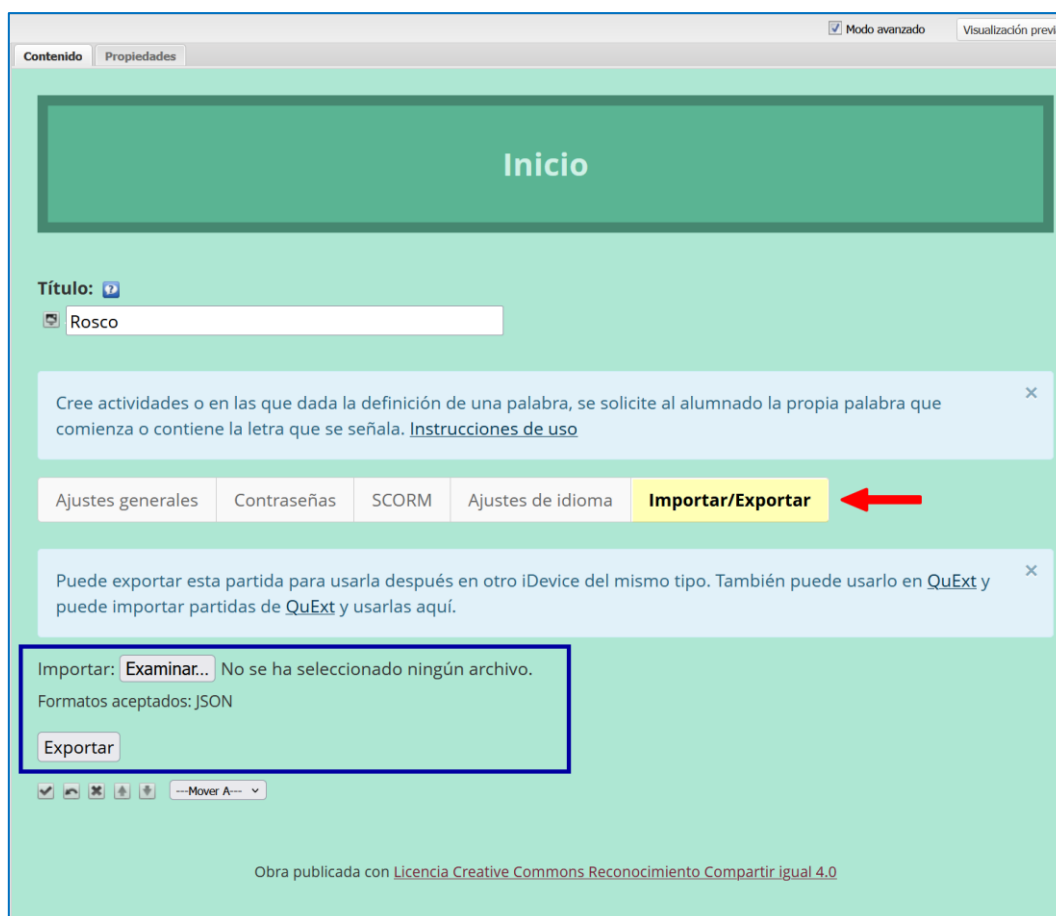 Modo avanzado
Visualización previ
Contenido
Propiedades
Inicio
Título:
Rosco
Cree actividades o en las que dada la definición de una palabra, se solicite al alumnado la propia palabra que
comienza o contiene la letra que se señala. Instrucciones de uso
Ajustes generales
Contraseñas
SCORM
Ajustes de idioma
Importar/Exportar
Puede exportar esta partida para usarla después en otro iDevice del mismo tipo. También puede usarlo en QuExt y
puede importar partidas de QuExt y usarlas aquí.
Importar: Examinar... No se ha seleccionado ningún archivo.
Formatos aceptados: JSON
Exportar
---Mover A---
Obra publicada con Licencia Creative Commons Reconocimiento Compartir igual 4.0